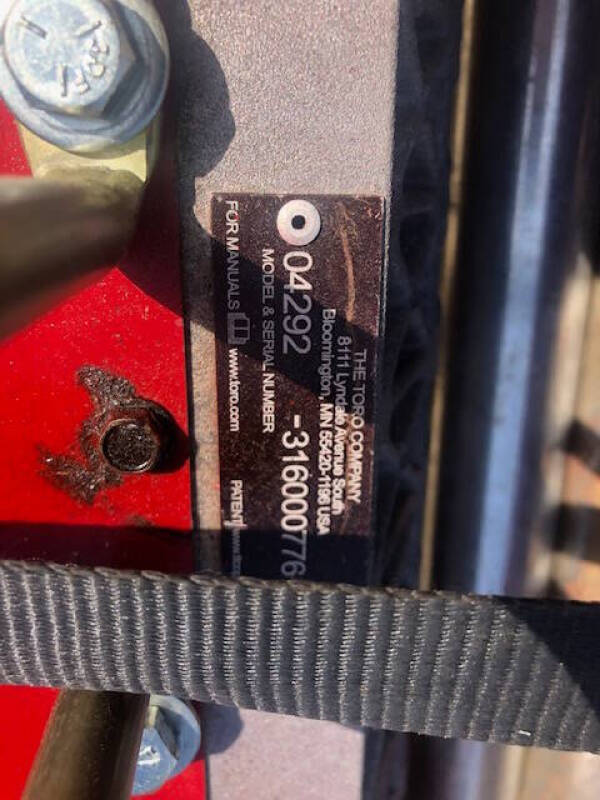 THE TORO COMPANY
8111 Lyndale Avenue South
Bloomington, MN 55420-1196 USA
04292 -316000776
MODEL & SERIAL NUMBER
FOR MANUALS www.toro.com PATENT